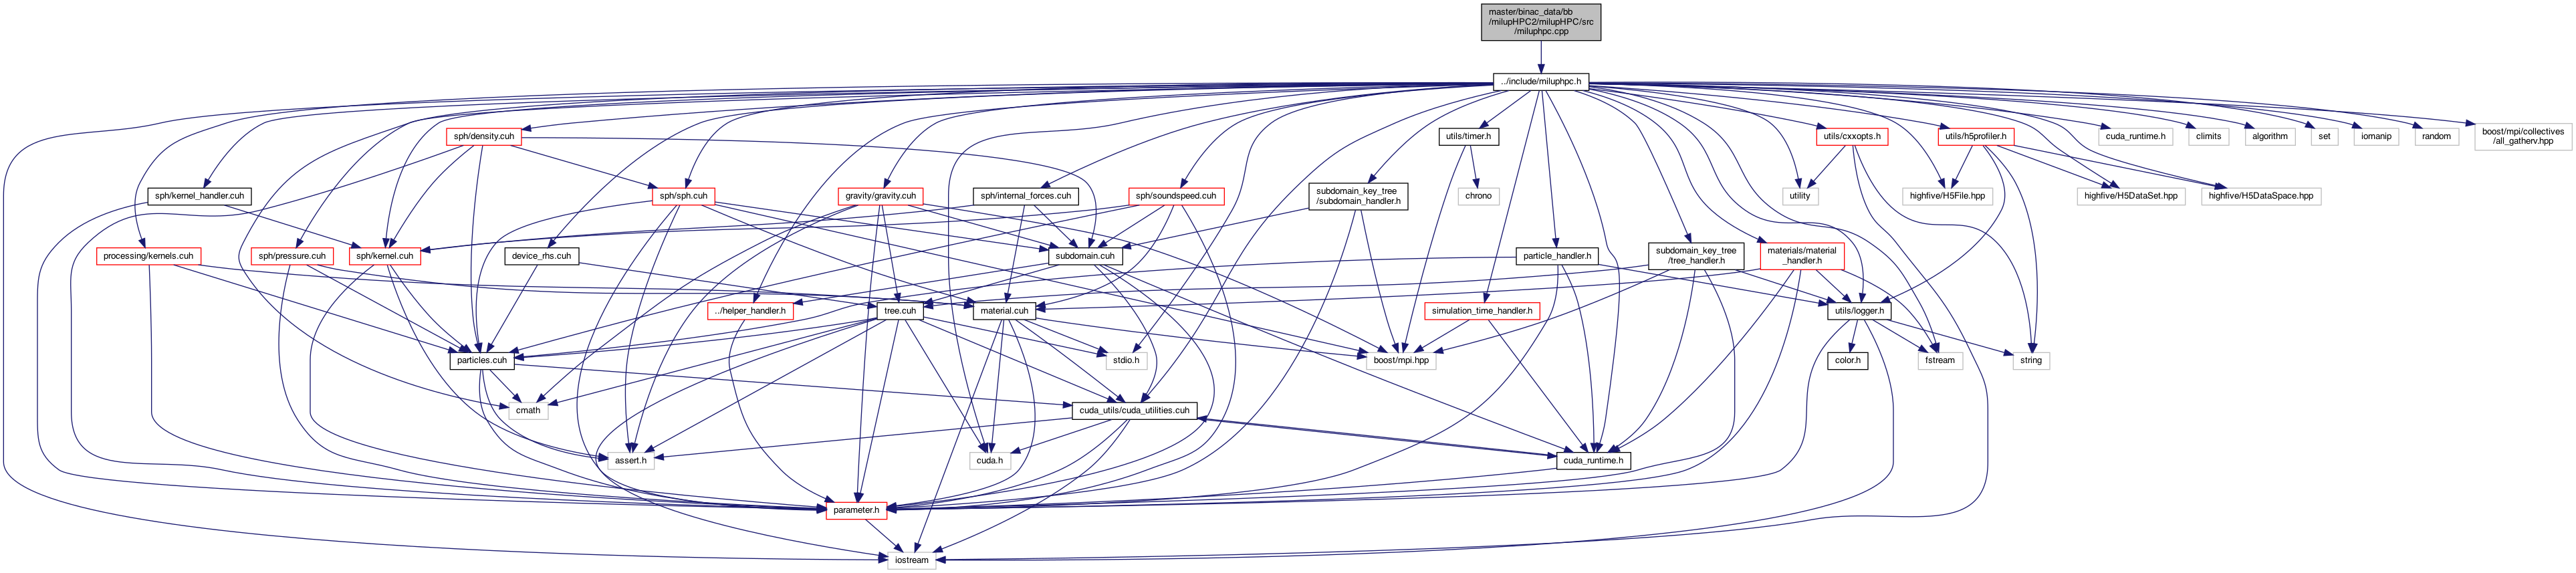 master/binac_data/bb
/milupHPC2/milupHPC/src
/miluphpc.cpp
../include/miluphpc.h
sph/density.cuh
utils/timer.h
utils/cxxopts.h
utils/h5profiler.h
cuda_runtime.h
climits
algorithm
set
iomanip
random
boost/mpi/collectives
/all_gatherv.hpp
sph/kernel_handler.cuh
sph/sph.cuh
gravity/gravity.cuh
sph/internal_forces.cuh
sph/soundspeed.cuh
subdomain_key_tree
/subdomain_handler.h
chrono
utility
highfive/H5File.hpp
highfive/H5DataSet.hpp
highfive/H5DataSpace.hpp
processing/kernels.cuh
sph/pressure.cuh
sph/kernel.cuh
device_rhs.cuh
subdomain.cuh
particle_handler.h
subdomain_key_tree
/tree_handler.h
materials/material
_handler.h
../helper_handler.h
tree.cuh
material.cuh
simulation_time_handler.h
utils/logger.h
particles.cuh
stdio.h
boost/mpi.hpp
color.h
fstream
string
cmath
cuda_utils/cuda_utilities.cuh
assert.h
cuda.h
cuda_runtime.h
parameter.h
iostream